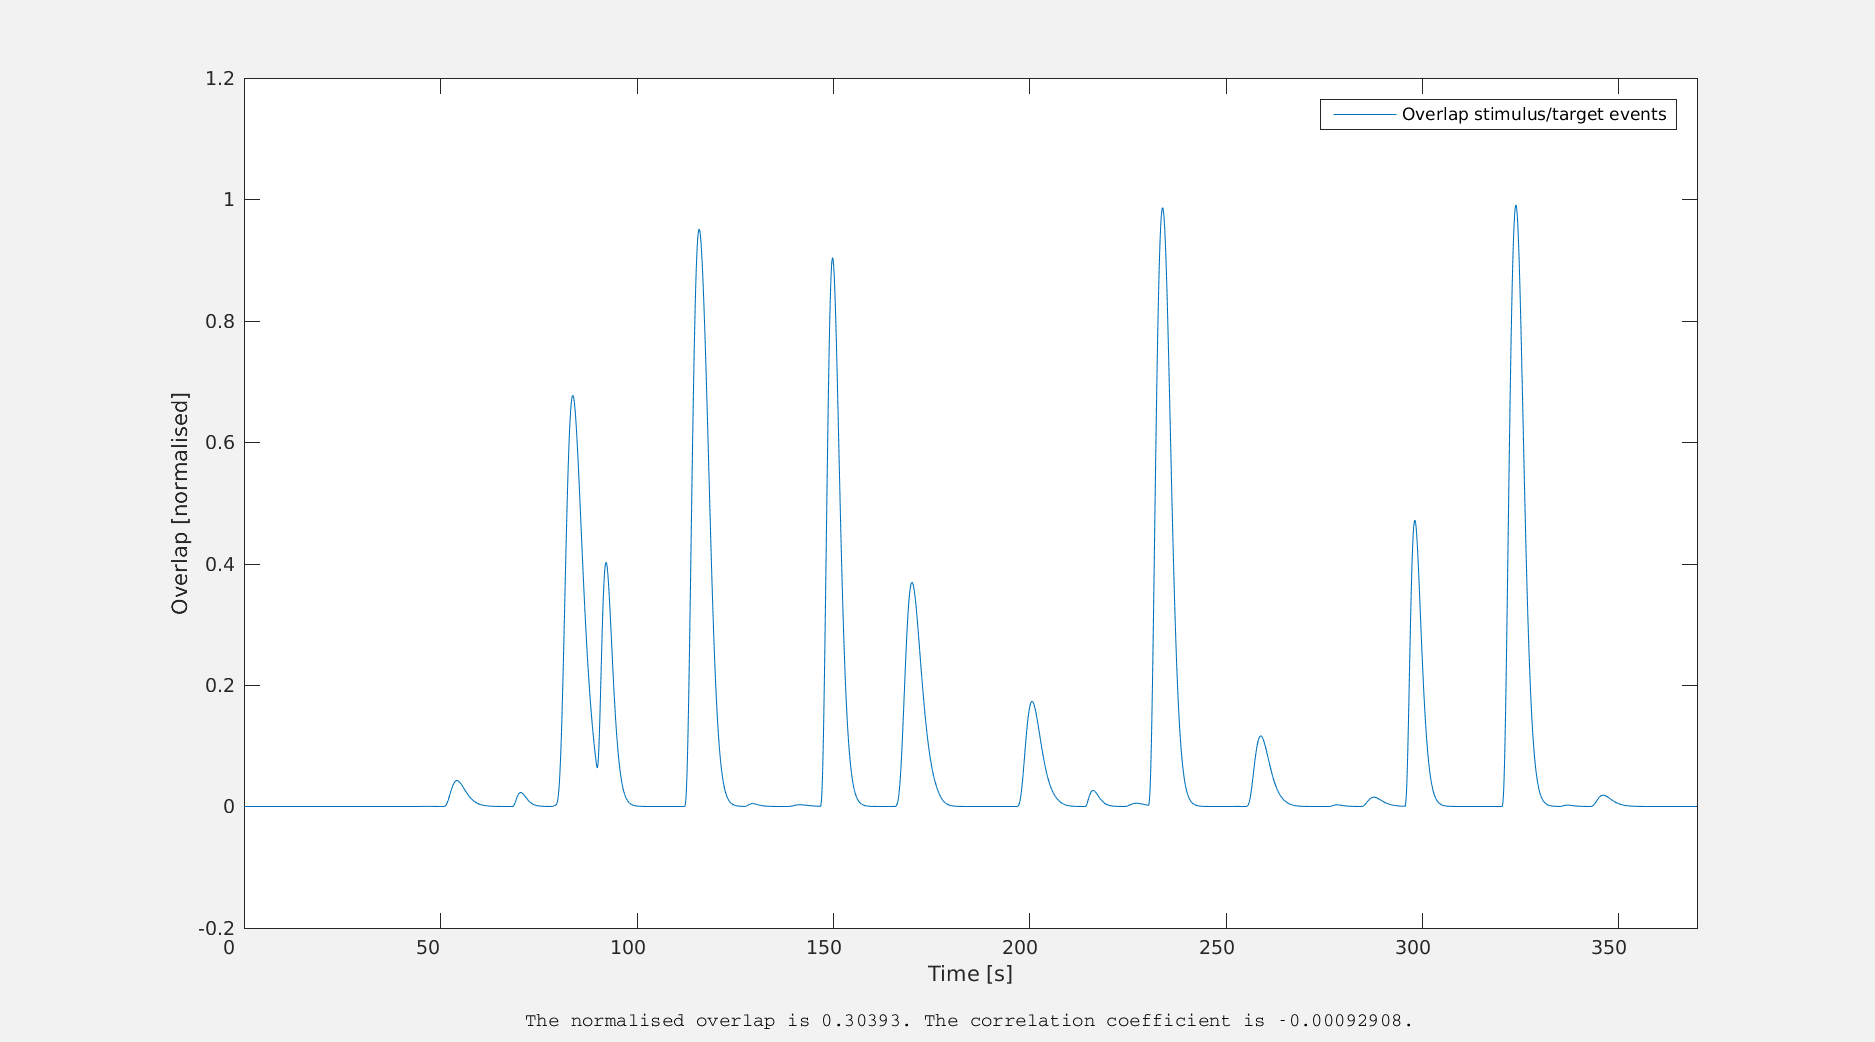 1.2
Overlap stimulus/target events
1
0.8
0.6
Overlap [normalised]
0.4
0.2
0
-0.2
0 50 100 150 200 250 300 350
Time [s]
The normalised overlap is 0.30393. The correlation coefficient is -0.00092908.